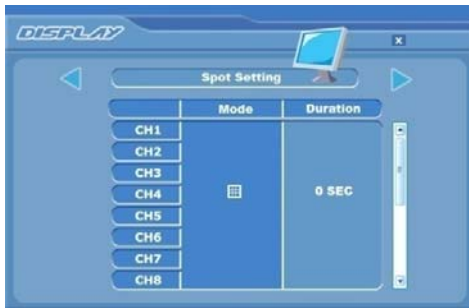 DISPLAY
x
Spot Setting
Mode Duration
CH1
CH2
CH3
CH4 0 SEC
CH5
CH6
CH7
CH8